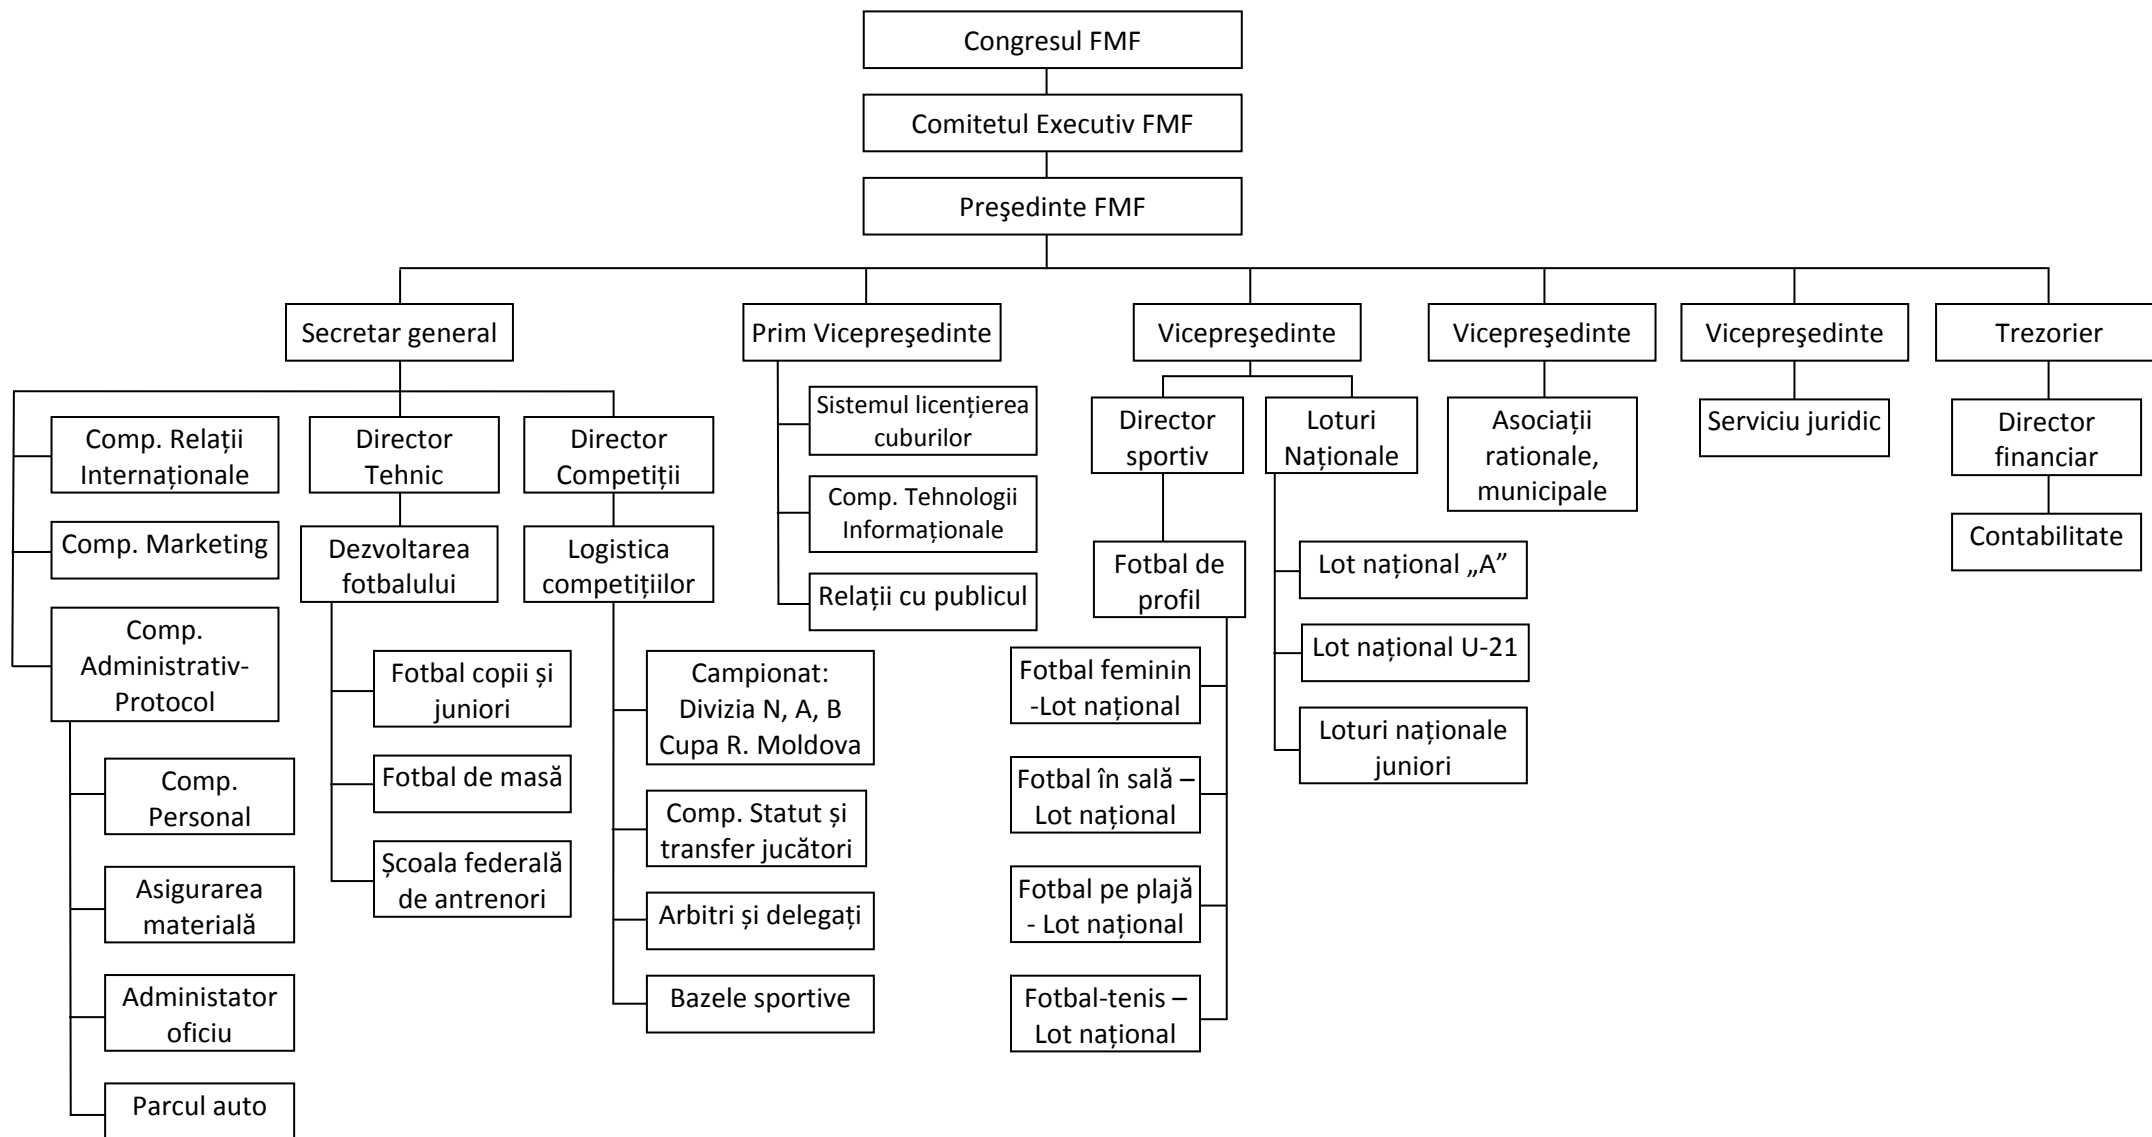 Congresul FMF
Comitetul Executiv FMF
Preşedinte FMF
Secretar general
Prim Vicepreşedinte
Vicepreşedinte
Vicepreşedinte
Vicepreşedinte
Trezorier
Comp. Relații
Internaționale
Comp. Marketing
Comp.
Administrativ-
Protocol
Comp.
Personal
Asigurarea
materială
Administator
oficiu
Parcul auto
Director
Tehnic
Dezvoltarea
fotbalului
Fotbal copii și
juniori
Fotbal de masă
Școala federală
de antrenori
Director
Competiții
Logistica
competițiilor
Campionat:
Divizia N, A, B
Cupa R. Moldova
Comp. Statut și
transfer jucători
Arbitri și delegați
Bazele sportive
Sistemul licențierea
cuburilor
Comp. Tehnologii
Informaționale
Relații cu publicul
Director
sportiv
Fotbal de
profil
Fotbal feminin
-Lot național
Fotbal în sală –
Lot național
Fotbal pe plajă
- Lot național
Fotbal-tenis –
Lot național
Loturi
Naționale
Lot național „A”
Lot național U-21
Loturi naționale
juniori
Asociații
rationale,
municipale
Serviciu juridic
Director
financiar
Contabilitate